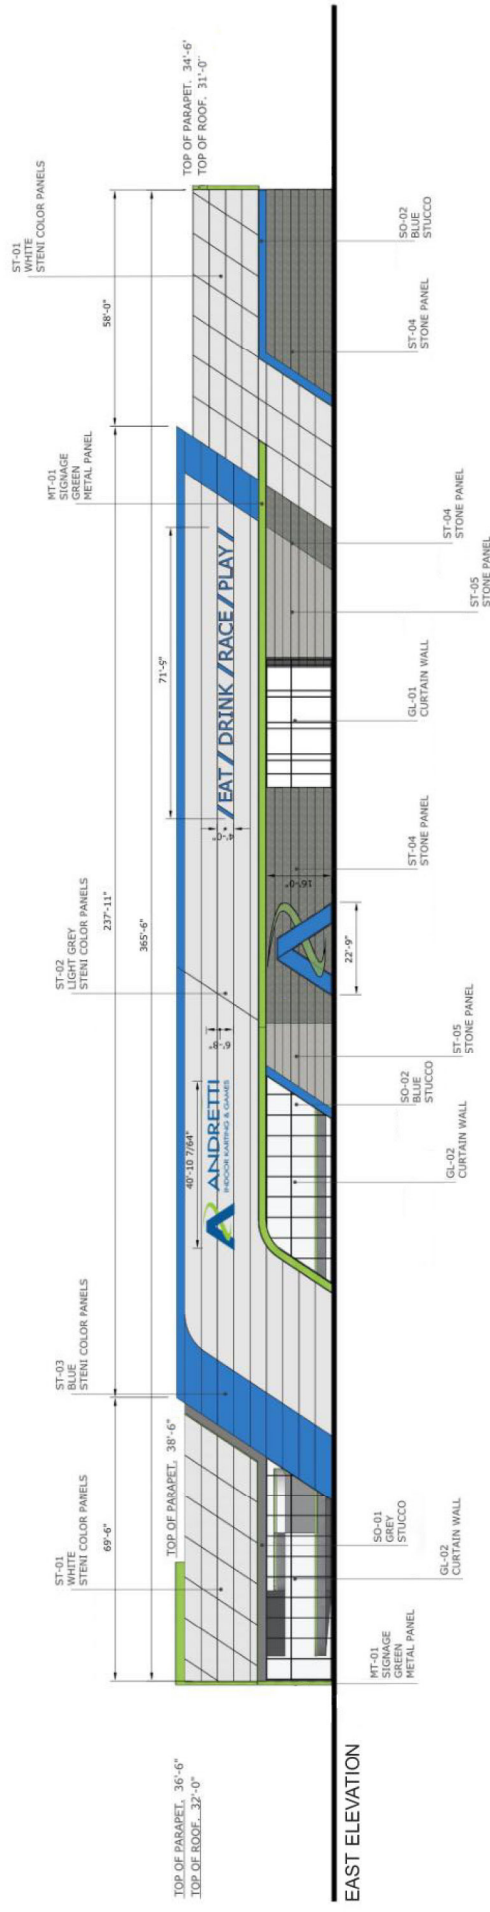 TOP OF PARAPET. 36'-6"
TOP OF ROOF. 32'-0"
ST-01
WHITE
STENI COLOR PANELS
69'-6"
TOP OF PARAPET. 38'-6"
ST-03
BLUE
STENI COLOR PANELS
237'-11"
365'-6"
ST-02
LIGHT GREY
STENI COLOR PANELS
MT-01
SIGNAGE
GREEN
METAL PANEL
58'-0"
ST-01
WHITE
STENI COLOR PANELS
TOP OF PARAPET. 34'-6'
TOP OF ROOF. 31'-0"
40'-10 7/64"
ANDRETTI
INDOOR KARTING & GAMES
6'-8"
71'-9"
4'-0"
/EAT/DRINK/RACE/PLAY/
16'-0"
22'-9"
MT-01
SIGNAGE
GREEN
METAL PANEL
SO-01
GREY
STUCCO
GL-02
CURTAIN WALL
GL-02
CURTAIN WALL
SO-02
BLUE
STUCCO
ST-05
STONE PANEL
ST-04
STONE PANEL
GL-01
CURTAIN WALL
ST-05
STONE PANEL
ST-04
STONE PANEL
ST-04
STONE PANEL
SO-02
BLUE
STUCCO
EAST ELEVATION